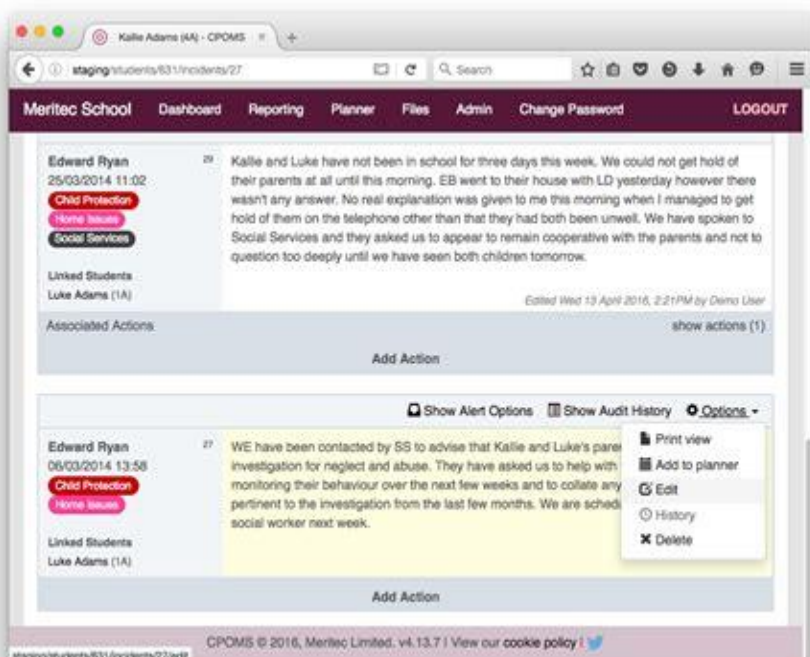 Kallie Adams (4A) - CPOMS
staging/students/631/incidents/27
Search
Meritec School Dashboard Reporting Planner Files Admin Change Password LOGOUT
Edward Ryan 29
25/03/2014 11:02
Child Protection
Home Issues
Social Services
Linked Students
Luke Adams (1A)
Kallie and Luke have not been in school for three days this week. We could not get hold of
their parents at all until this morning. EB went to their house with LD yesterday however there
wasn't any answer. No real explanation was given to me this morning when I managed to get
hold of them on the telephone other than that they had both been unwell. We have spoken to
Social Services and they asked us to appear to remain cooperative with the parents and not to
question too deeply until we have seen both children tomorrow.
Edited Wed 13 April 2016, 2:21PM by Demo User
Associated Actions show actions (1)
Add Action
Show Alert Options Show Audit History Options
Edward Ryan 27
06/03/2014 13:58
Child Protection
Home Issues
Linked Students
Luke Adams (1A)
WE have been contacted by SS to advise that Kallie and Luke's
investigation for neglect and abuse. They have asked us to help with
monitoring their behaviour over the next few weeks and to collate any
pertinent to the investigation from the last few months. We are
social worker next week.
Print view
Add to planner
Edit
History
Delete
Add Action
CPOMS © 2016, Meritec Limited. v4.13.7 | View our cookie policy |
staging/students/631/incidents/27/edit